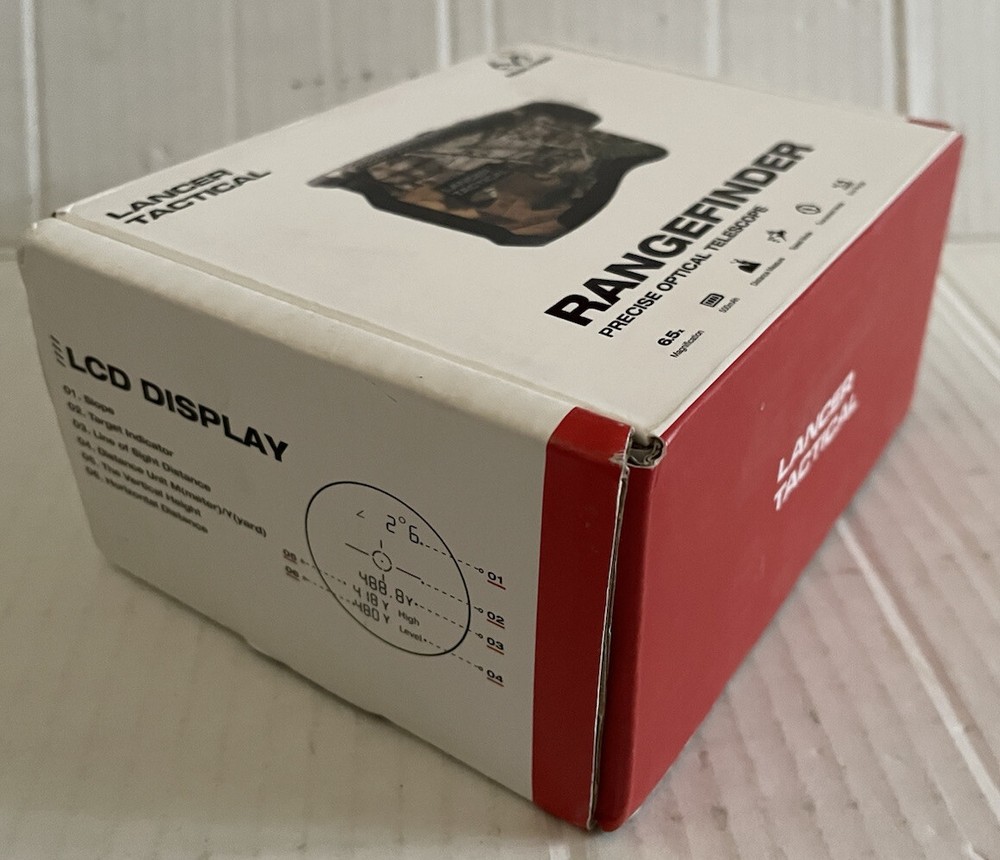 LANCER
TACTICAL
LANCER
TACTICAL
RANGEFINDER
PRECISE OPTICAL TELESCOPE
6.5x
Magnification
LCD DISPLAY
01. Slope
02. Target Indicator
03. Line of Sight Distance
04. Distance Unit M(meter)/Y(yard)
05. The Vertical Height
06. Horizontal Distance
< 2°6
488.8Y
418Y High
480Y Level
01
02
03
04
05
06
LANCER
TACTICAL